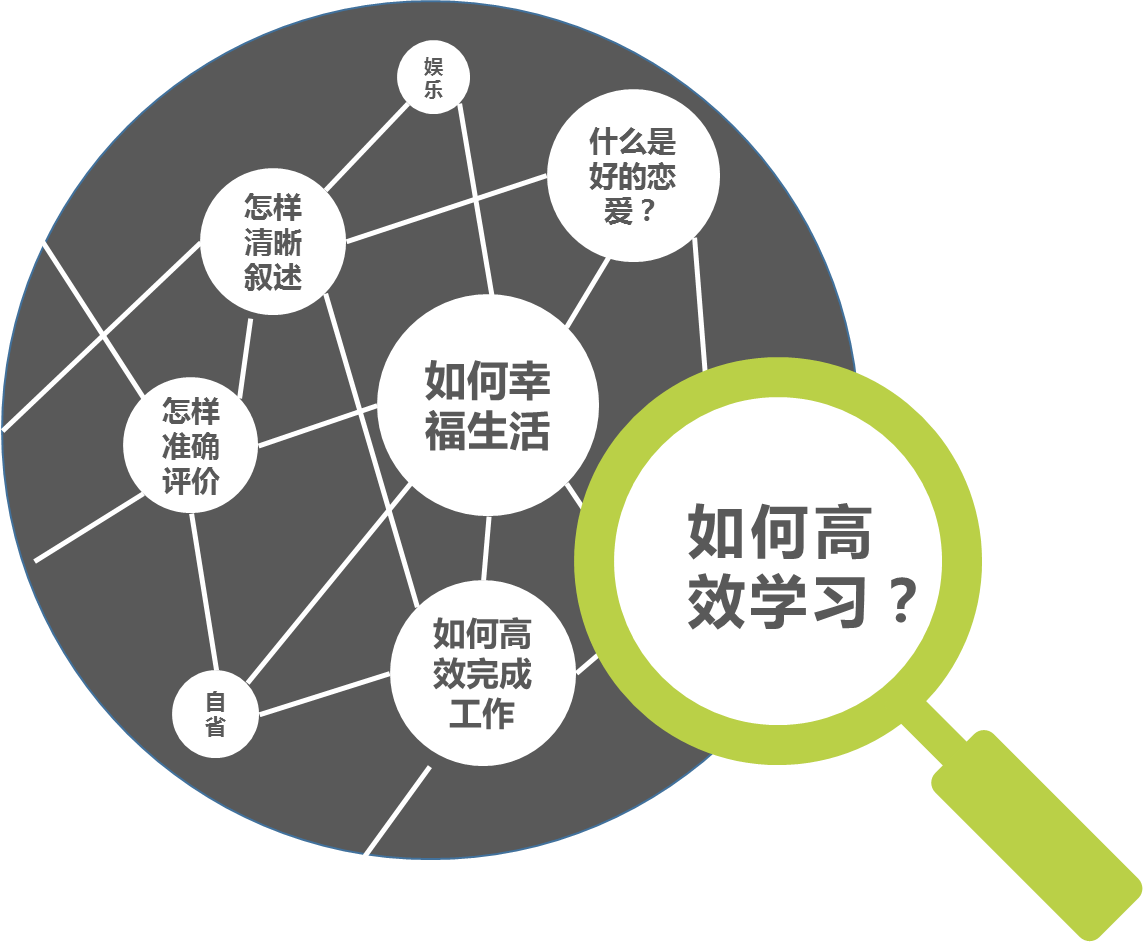 娱
乐
什么是
好的恋
爱？
怎样
清晰
叙述
如何幸
福生活
怎样
准确
评价
如何高
效学习？
如何高
效完成
工作
自
省